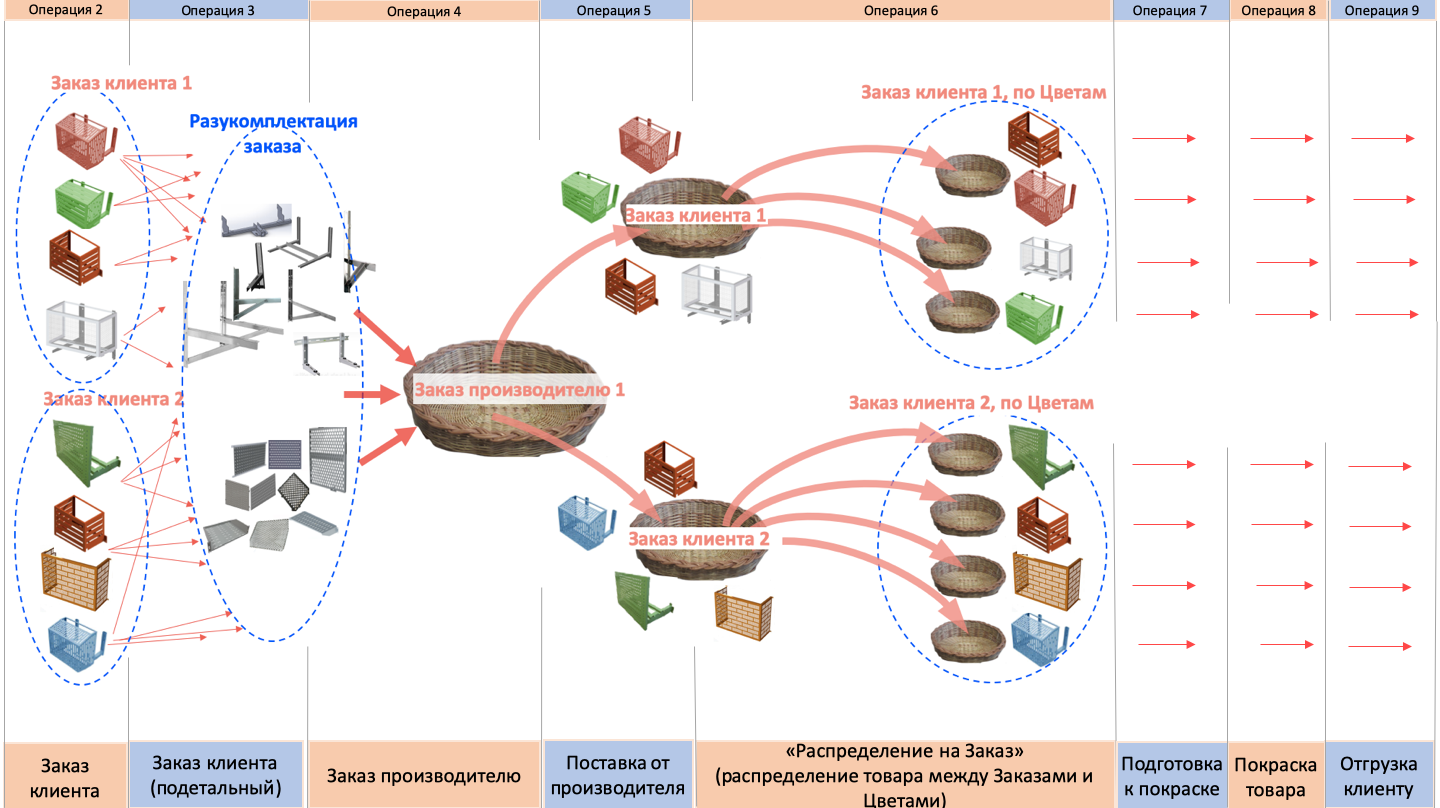 Операция 2
Операция 3
Операция 4
Операция 5
Операция 6
Операция 7
Операция 8
Операция 9
Заказ клиента 1
Разукомплектация
заказа
Заказ клиента 1, по Цветам
Заказ клиента 1
Заказ производителю 1
Заказ клиента 2
Заказ клиента 2, по Цветам
Заказ клиента 2
Заказ
клиента
Заказ клиента
(подетальный)
Заказ производителю
Поставка от
производителя
«Распределение на Заказ»
(распределение товара между Заказами и
Цветами)
Подготовка
к покраске
Покраска
товара
Отгрузка
клиенту